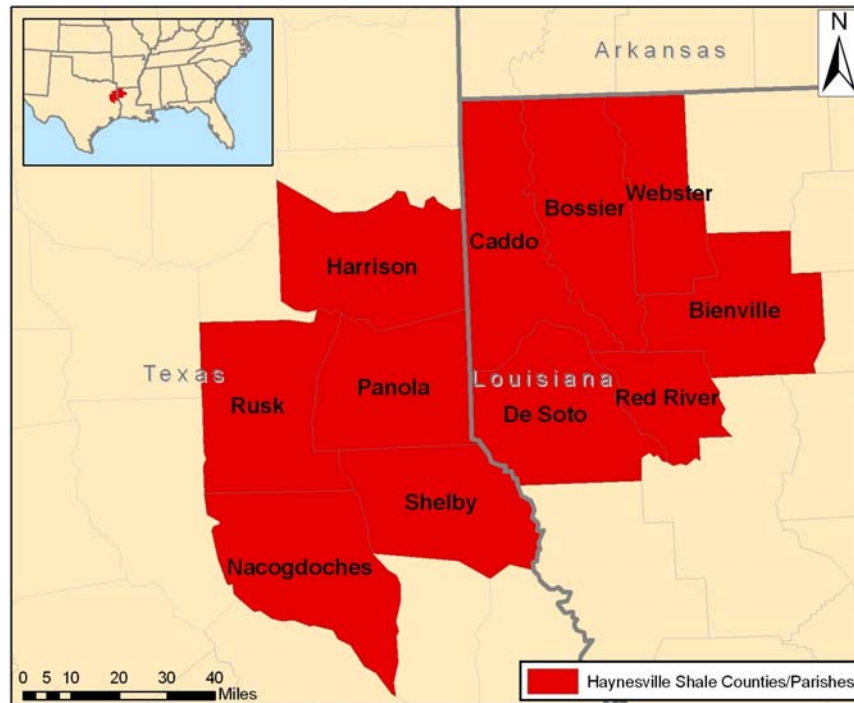 N
Arkansas
Webster
Bossier
Caddo
Harrison
Bienville
Texas
Louisiana
Panola
Red River
Rusk
De Soto
Shelby
Nacogdoches
0 5 10 20 30 40
Miles
Haynesville Shale Counties/Parishes